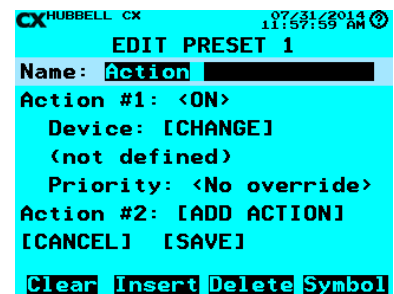 CX HUBBELL CX 07/31/2014 ?
11:57:59 AM
EDIT PRESET 1
Name: Action
Action #1: <ON>
Device: [CHANGE]
(not defined)
Priority: <No override>
Action #2: [ADD ACTION]
[CANCEL] [SAVE]
Clear Insert Delete Symbol